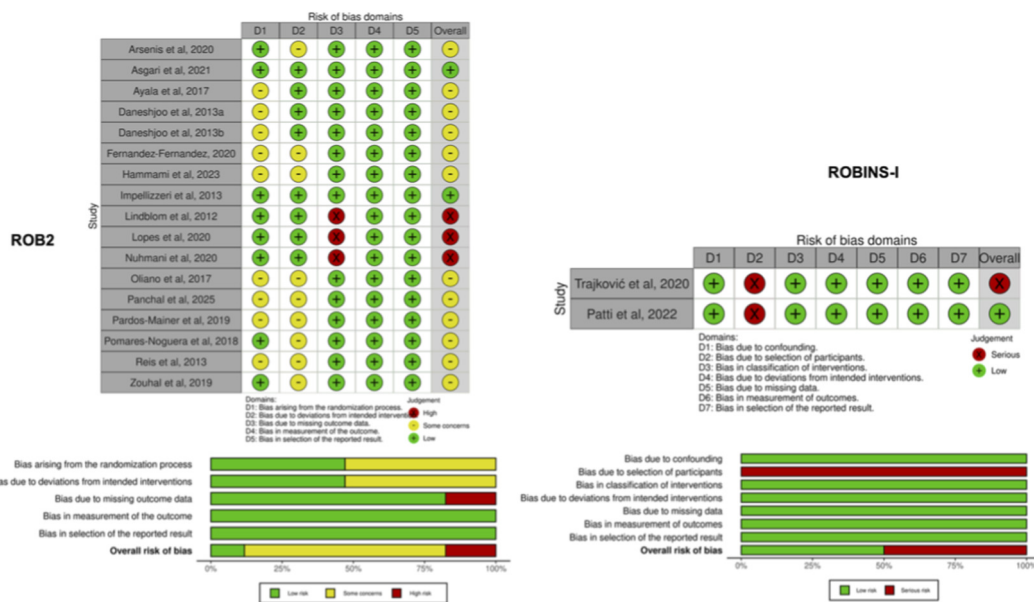 ROB2
Risk of bias domains
D1 D2 D3 D4 D5 Overall
Study
Arsenis et al, 2020 + - + + + -
Asgari et al, 2021 + + + + + +
Ayala et al, 2017 - + + + + -
Daneshjoo et al, 2013a - + + + + -
Daneshjoo et al, 2013b - + + + + -
Fernandez-Fernandez, 2020 - - + + + -
Hammami et al, 2023 - - + + + -
Impellizzeri et al, 2013 + + + + + +
Lindblom et al, 2012 + + X + + X
Lopes et al, 2020 + + X + + X
Nuhmani et al, 2020 + + X + + X
Oliano et al, 2017 - - + + + -
Panchal et al, 2025 - - + + + -
Pardos-Mainer et al, 2019 - - + + + -
Pomares-Noguera et al, 2018 + - + + + -
Reis et al, 2013 - - + + + -
Zouhal et al, 2019 + - + + + -
Domains:
D1: Bias arising from the randomization process.
D2: Bias due to deviations from intended intervention.
D3: Bias due to missing outcome data.
D4: Bias in measurement of the outcome.
D5: Bias in selection of the reported result.
Judgement
X High
- Some concerns
+ Low
Bias arising from the randomization process
as due to deviations from intended interventions
Bias due to missing outcome data
Bias in measurement of the outcome
Bias in selection of the reported result
Overall risk of bias
0% 25% 50% 75% 100%
Low risk Some concerns High risk
ROBINS-I
Risk of bias domains
D1 D2 D3 D4 D5 D6 D7 Overall
Study
Trajković et al, 2020 + X + + + + + X
Patti et al, 2022 + X + + + + + +
Domains:
D1: Bias due to confounding.
D2: Bias due to selection of participants.
D3: Bias in classification of interventions.
D4: Bias due to deviations from intended interventions.
D5: Bias due to missing data.
D6: Bias in measurement of outcomes.
D7: Bias in selection of the reported result.
Judgement
X Serious
+ Low
Bias due to confounding
Bias due to selection of participants
Bias in classification of interventions
Bias due to deviations from intended interventions
Bias due to missing data
Bias in measurement of outcomes
Bias in selection of the reported result
Overall risk of bias
0% 25% 50% 75% 100%
Low risk Serious risk